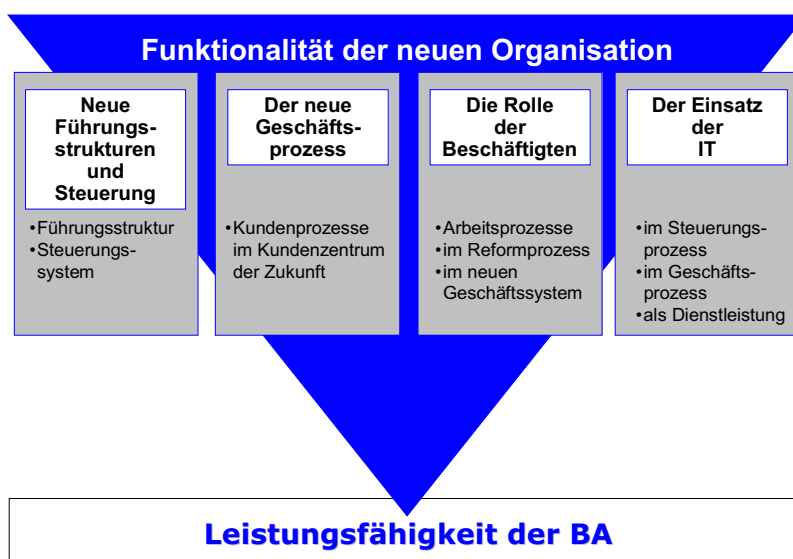 Funktionalität der neuen Organisation
Neue
Führungs-
strukturen
und
Steuerung
•Führungsstruktur
•Steuerungs-
system
Der neue
Geschäfts-
prozess
•Kundenprozesse
im Kundenzentrum
der Zukunft
Die Rolle
der
Beschäftigten
•Arbeitsprozesse
•im Reformprozess
•im neuen
Geschäftssystem
Der Einsatz
der
IT
•im Steuerungs-
prozess
•im Geschäfts-
prozess
•als Dienstleistung
Leistungsfähigkeit der BA